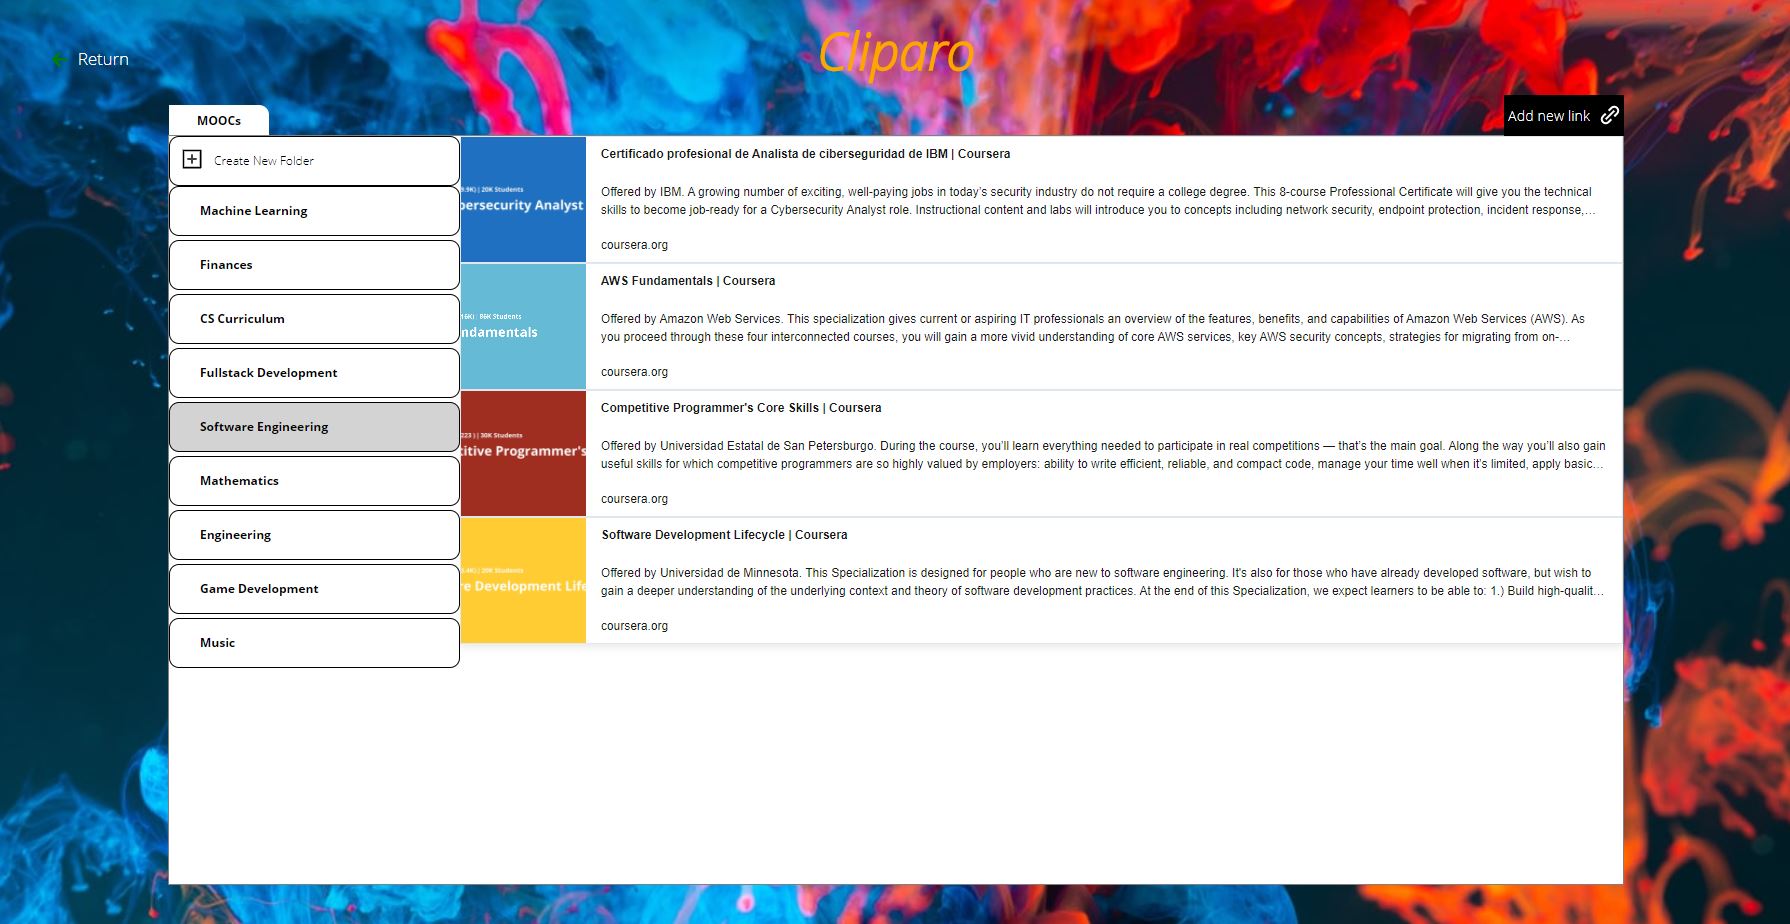 Return
Cliparo
MOOCs
Add new link
Create New Folder
Machine Learning
Finances
CS Curriculum
Fullstack Development
Software Engineering
Mathematics
Engineering
Game Development
Music
.9K) | 20K Students
bersecurity Analyst
Certificado profesional de Analista de ciberseguridad de IBM | Coursera
Offered by IBM. A growing number of exciting, well-paying jobs in today's security industry do not require a college degree. This 8-course Professional Certificate will give you the technical
skills to become job-ready for a Cybersecurity Analyst role. Instructional content and labs will introduce you to concepts including network security, endpoint protection, incident response,…
coursera.org
16K) | 86K Students
ndamentals
AWS Fundamentals | Coursera
Offered by Amazon Web Services. This specialization gives current or aspiring IT professionals an overview of the features, benefits, and capabilities of Amazon Web Services (AWS). As
you proceed through these four interconnected courses, you will gain a more vivid understanding of core AWS services, key AWS security concepts, strategies for migrating from on-…
coursera.org
223 ) | 30K Students
itive Programmer's
Competitive Programmer's Core Skills | Coursera
Offered by Universidad Estatal de San Petersburgo. During the course, you’ll learn everything needed to participate in real competitions — that’s the main goal. Along the way you’ll also gain
useful skills for which competitive programmers are so highly valued by employers: ability to write efficient, reliable, and compact code, manage your time well when it’s limited, apply basic…
coursera.org
.4K) | 20K Students
re Development Life
Software Development Lifecycle | Coursera
Offered by Universidad de Minnesota. This Specialization is designed for people who are new to software engineering. It's also for those who have already developed software, but wish to
gain a deeper understanding of the underlying context and theory of software development practices. At the end of this Specialization, we expect learners to be able to: 1.) Build high-qualit…
coursera.org